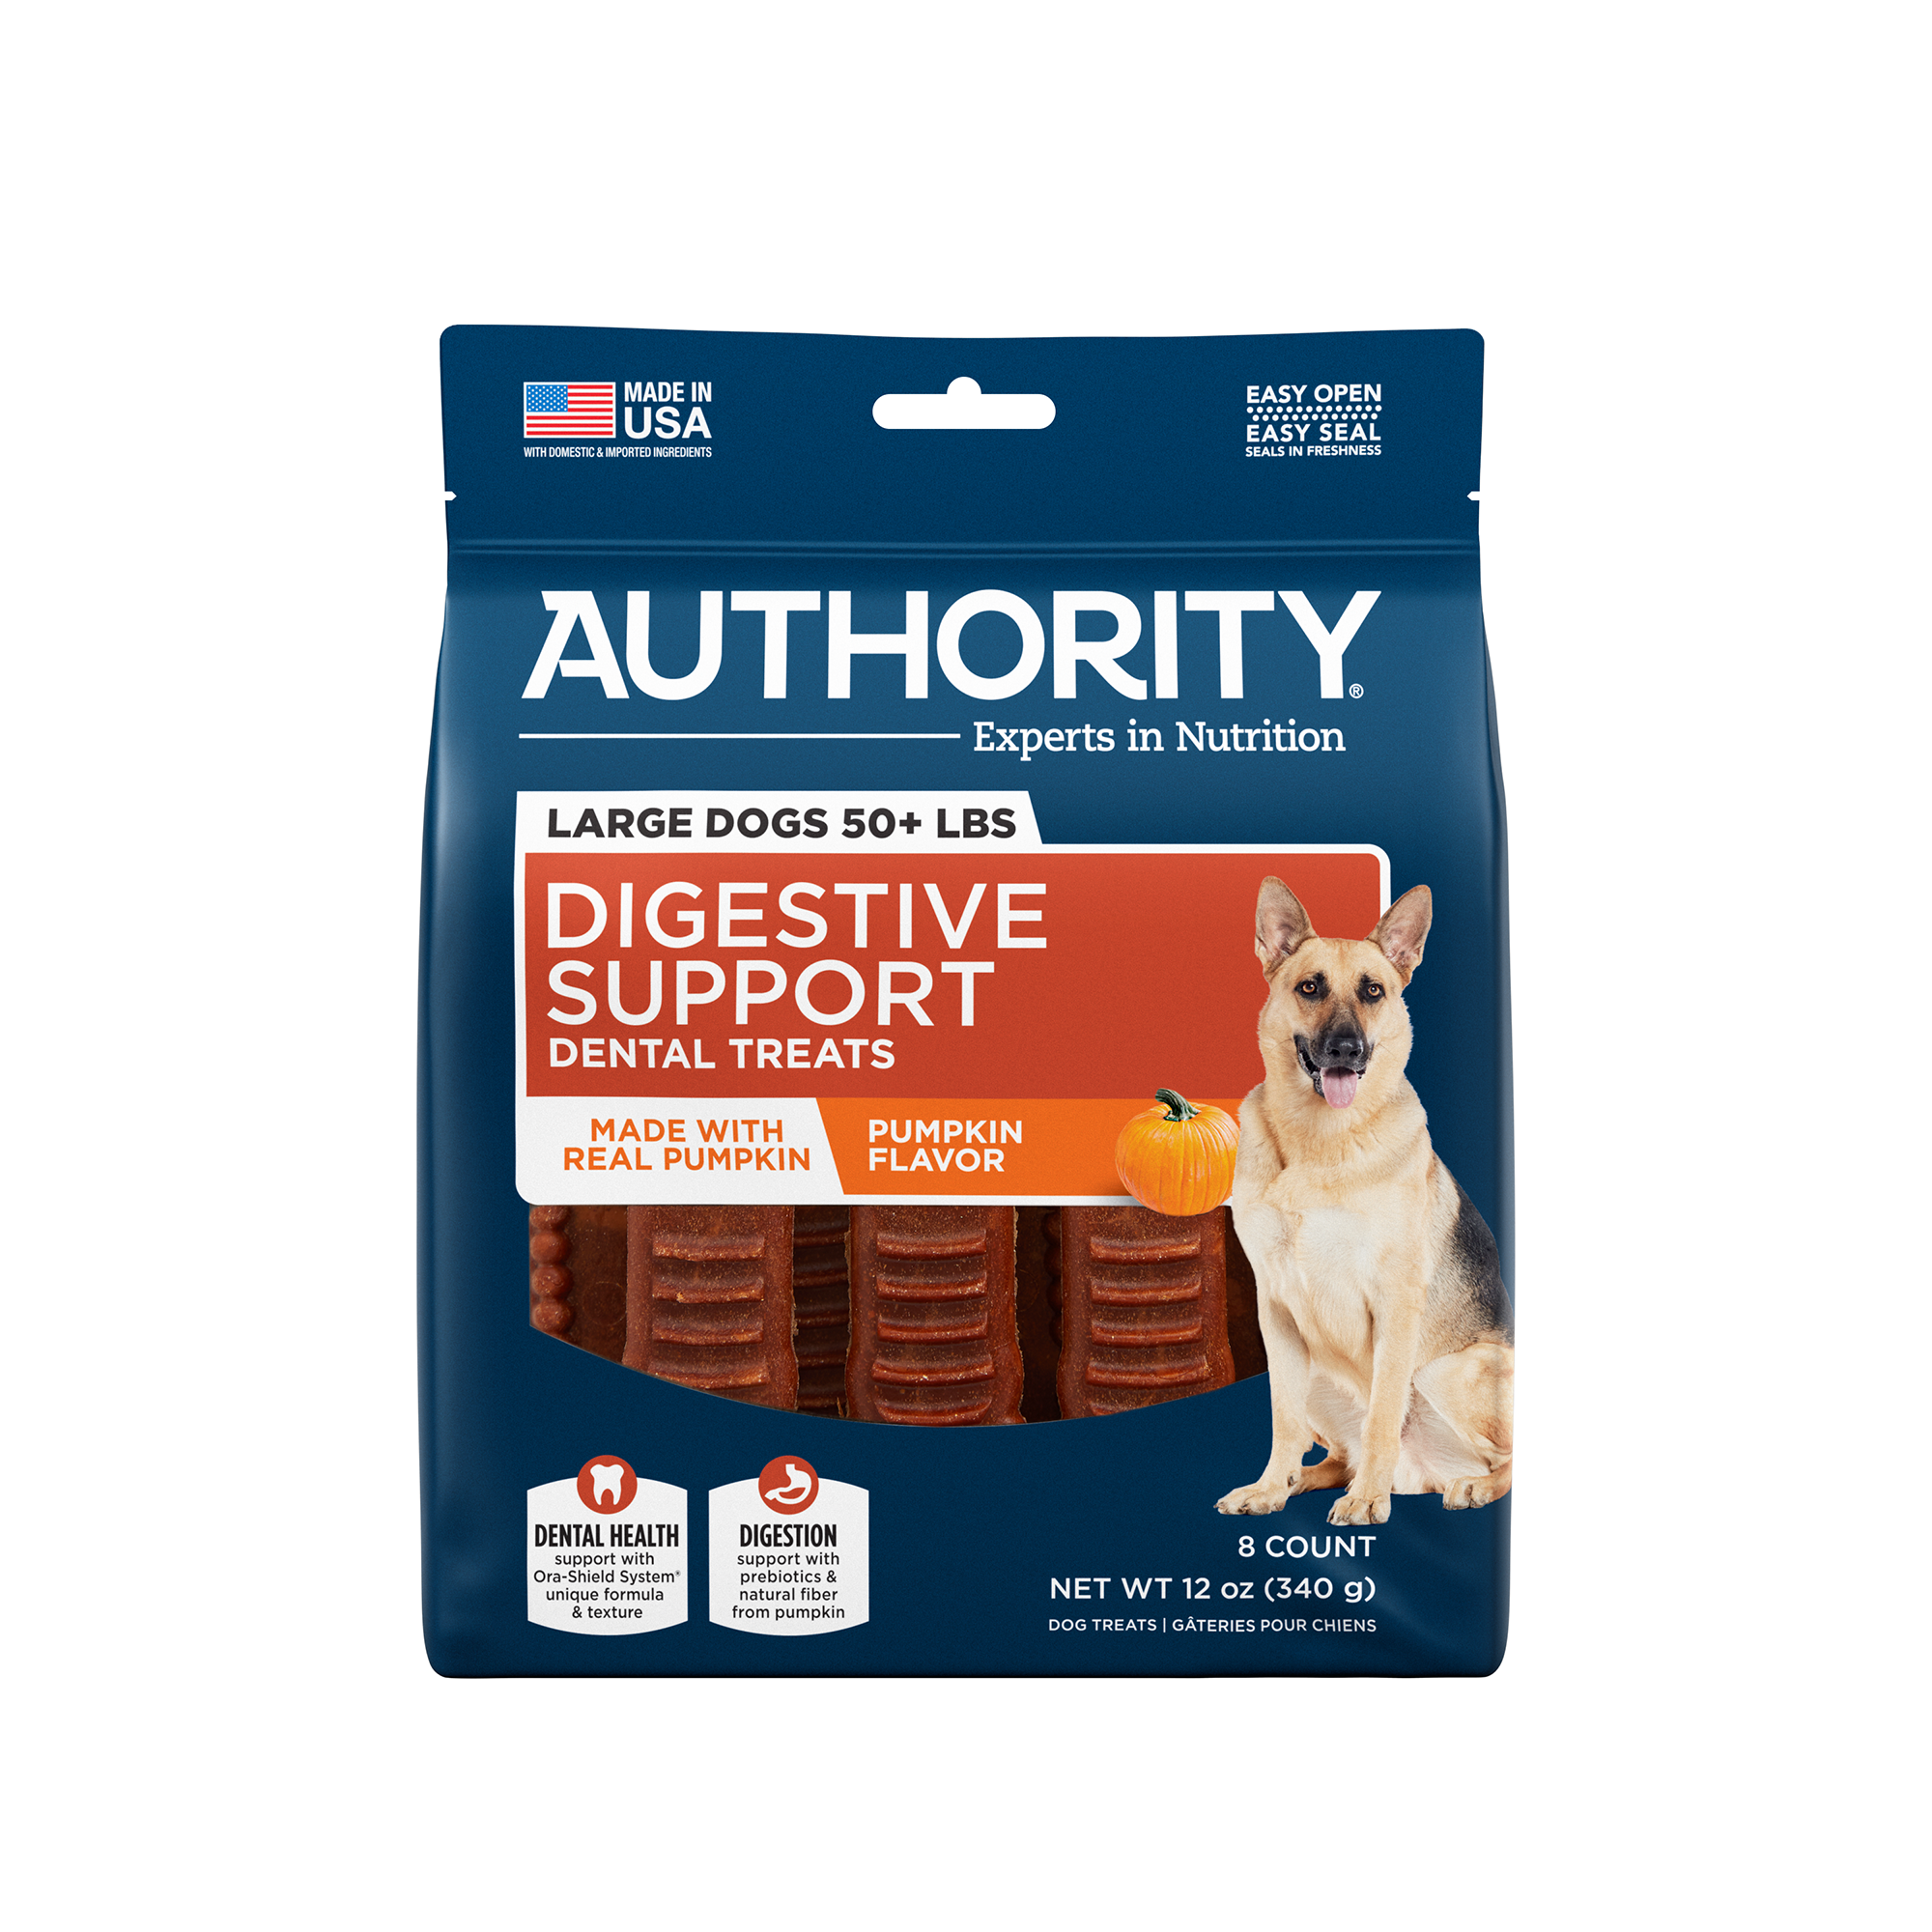 MADE IN
USA
WITH DOMESTIC & IMPORTED INGREDIENTS
EASY OPEN
EASY SEAL
SEALS IN FRESHNESS
AUTHORITY®
Experts in Nutrition
LARGE DOGS 50+ LBS
DIGESTIVE
SUPPORT
DENTAL TREATS
MADE WITH
REAL PUMPKIN
PUMPKIN
FLAVOR
DENTAL HEALTH
support with
Ora-Shield System®
unique formula
& texture
DIGESTION
support with
prebiotics &
natural fiber
from pumpkin
8 COUNT
NET WT 12 oz (340 g)
DOG TREATS | GÂTERIES POUR CHIENS